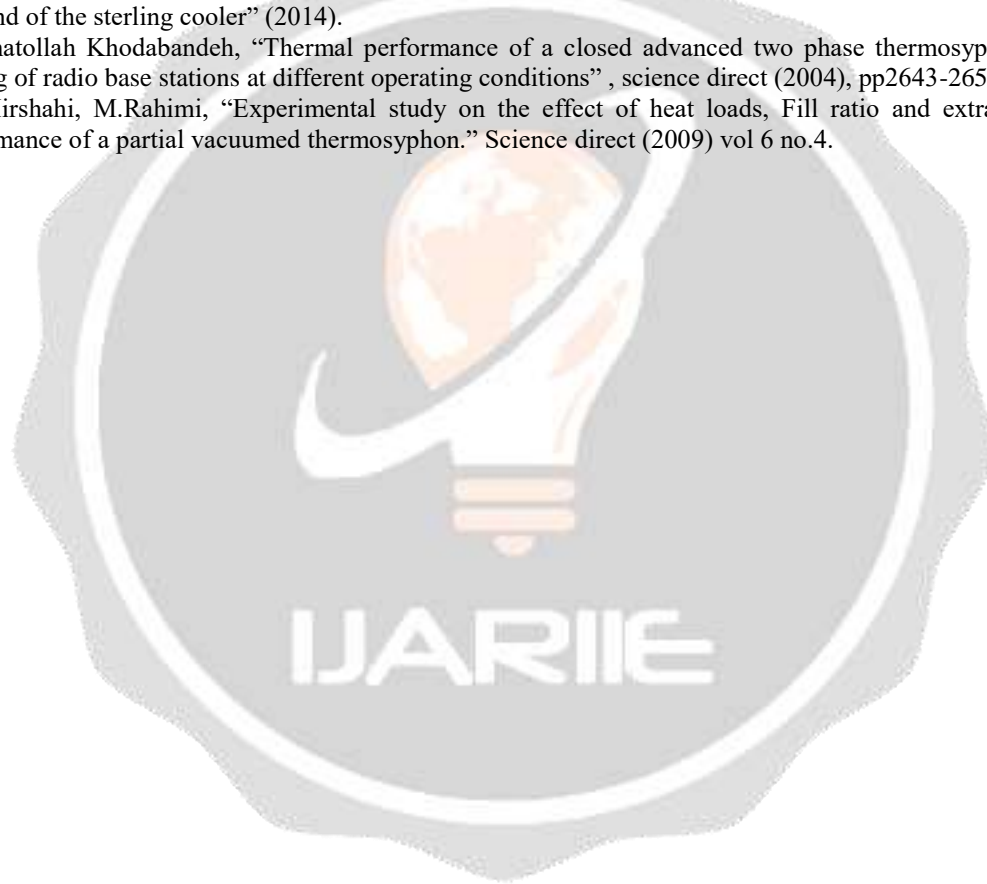 nd of the sterling cooler” (2014).
natollah Khodabandeh, “Thermal performance of a closed advanced two phase thermosyp
g of radio base stations at different operating conditions” , science direct (2004), pp2643-265
irshahi, M.Rahimi, “Experimental study on the effect of heat loads, Fill ratio and extra
mance of a partial vacuumed thermosyphon.” Science direct (2009) vol 6 no.4.
IJARIIE